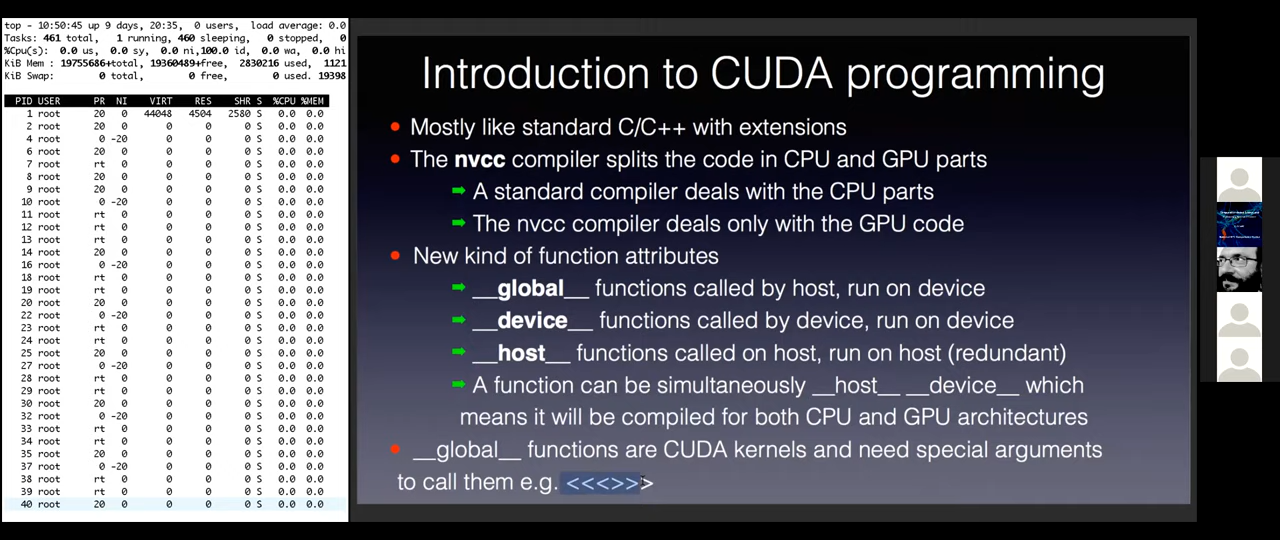 top - 10:50:45 up 9 days, 20:35, 0 users, load average: 0.0
Tasks: 461 total, 1 running, 460 sleeping, 0 stopped, 0
%Cpu(s): 0.0 us, 0.0 sy, 0.0 ni,100.0 id, 0.0 wa, 0.0 hi
KiB Mem : 19755686+total, 19360489+free, 2830216 used, 1121
KiB Swap: 0 total, 0 free, 0 used. 19398
PID USER PR NI VIRT RES SHR S %CPU %MEM
1 root 20 0 44048 4504 2580 S 0.0 0.0
2 root 20 0 0 0 0 S 0.0 0.0
4 root 0 -20 0 0 0 S 0.0 0.0
6 root 20 0 0 0 0 S 0.0 0.0
7 root rt 0 0 0 0 S 0.0 0.0
8 root 20 0 0 0 0 S 0.0 0.0
9 root 20 0 0 0 0 S 0.0 0.0
10 root 0 -20 0 0 0 S 0.0 0.0
11 root rt 0 0 0 0 S 0.0 0.0
12 root rt 0 0 0 0 S 0.0 0.0
13 root rt 0 0 0 0 S 0.0 0.0
14 root 20 0 0 0 0 S 0.0 0.0
16 root 0 -20 0 0 0 S 0.0 0.0
18 root rt 0 0 0 0 S 0.0 0.0
19 root rt 0 0 0 0 S 0.0 0.0
20 root 20 0 0 0 0 S 0.0 0.0
22 root 0 -20 0 0 0 S 0.0 0.0
23 root rt 0 0 0 0 S 0.0 0.0
24 root rt 0 0 0 0 S 0.0 0.0
25 root 20 0 0 0 0 S 0.0 0.0
27 root 0 -20 0 0 0 S 0.0 0.0
28 root rt 0 0 0 0 S 0.0 0.0
29 root rt 0 0 0 0 S 0.0 0.0
30 root 20 0 0 0 0 S 0.0 0.0
32 root 0 -20 0 0 0 S 0.0 0.0
33 root rt 0 0 0 0 S 0.0 0.0
34 root rt 0 0 0 0 S 0.0 0.0
35 root 20 0 0 0 0 S 0.0 0.0
37 root 0 -20 0 0 0 S 0.0 0.0
38 root rt 0 0 0 0 S 0.0 0.0
39 root rt 0 0 0 0 S 0.0 0.0
40 root 20 0 0 0 0 S 0.0 0.0
Introduction to CUDA programming
• Mostly like standard C/C++ with extensions
• The nvcc compiler splits the code in CPU and GPU parts
➡ A standard compiler deals with the CPU parts
➡ The nvcc compiler deals only with the GPU code
• New kind of function attributes
➡ __global__ functions called by host, run on device
➡ __device__ functions called by device, run on device
➡ __host__ functions called on host, run on host (redundant)
➡ A function can be simultaneously __host__ __device__ which
means it will be compiled for both CPU and GPU architectures
• __global__ functions are CUDA kernels and need special arguments
to call them e.g. <<<>>>